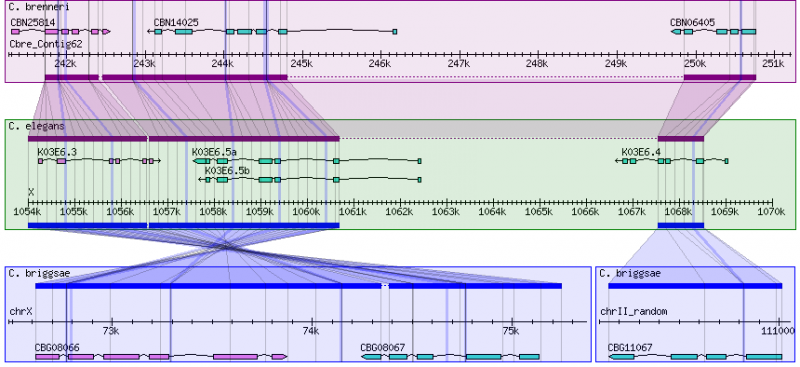 C. brenneri
CBN25814 CBN14025 CBN06405
Cbre_Contig62
242k 243k 244k 245k 246k 247k 248k 249k 250k 251k
C. elegans
K03E6.3 K03E6.5a K03E6.4
K03E6.5b
X
1054k 1055k 1056k 1057k 1058k 1059k 1060k 1061k 1062k 1063k 1064k 1065k 1066k 1067k 1068k 1069k 1070k
C. briggsae C. briggsae
chrX chrII_random
73k 74k 75k 111000
CBG08066 CBG08067 CBG11067